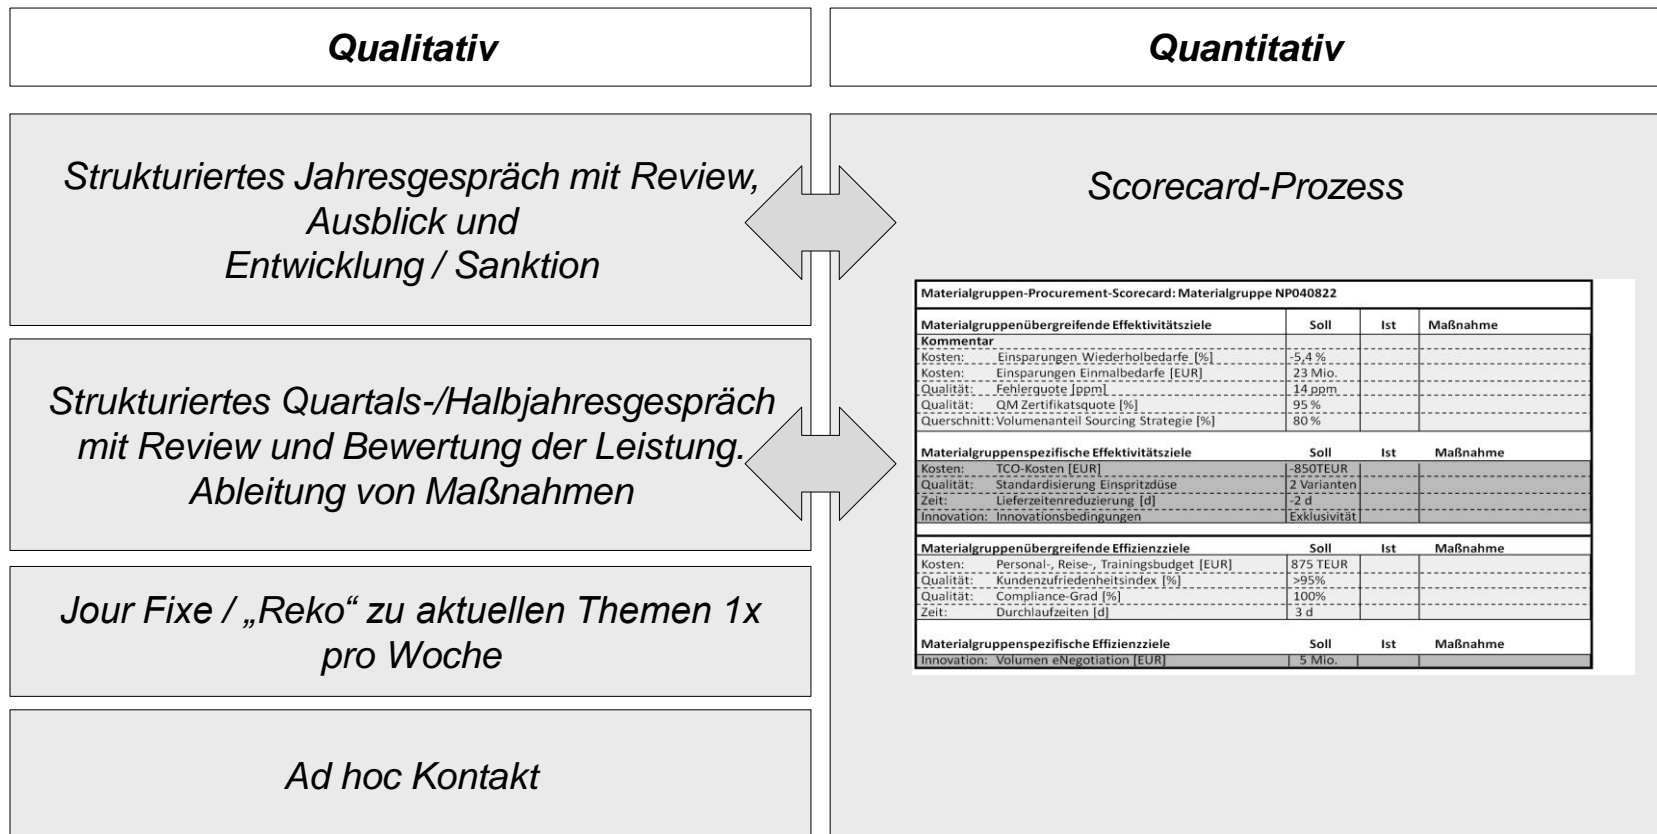 Qualitativ
Quantitativ
Strukturiertes Jahresgespräch mit Review,
Ausblick und
Entwicklung / Sanktion
Strukturiertes Quartals-/Halbjahresgespräch
mit Review und Bewertung der Leistung.
Ableitung von Maßnahmen
Jour Fixe / „Reko“ zu aktuellen Themen 1x
pro Woche
Ad hoc Kontakt
Scorecard-Prozess
Materialgruppen-Procurement-Scorecard: Materialgruppe NP040822
Materialgruppenübergreifende Effektivitätsziele Soll Ist Maßnahme
Kommentar
Kosten: Einsparungen Wiederholbedarfe [%] -5,4 %
Kosten: Einsparungen Einmalbedarfe [EUR] 23 Mio.
Qualität: Fehlerquote [ppm] 14 ppm
Qualität: QM Zertifikatsquote [%] 95 %
Querschnitt: Volumenanteil Sourcing Strategie [%] 80 %
Materialgruppenspezifische Effektivitätsziele Soll Ist Maßnahme
Kosten: TCO-Kosten [EUR] -850TEUR
Qualität: Standardisierung Einspritzdüse 2 Varianten
Zeit: Lieferzeitenreduzierung [d] -2 d
Innovation: Innovationsbedingungen Exklusivität
Materialgruppenübergreifende Effizienzziele Soll Ist Maßnahme
Kosten: Personal-, Reise-, Trainingsbudget [EUR] 875 TEUR
Qualität: Kundenzufriedenheitsindex [%] >95%
Qualität: Compliance-Grad [%] 100%
Zeit: Durchlaufzeiten [d] 3 d
Materialgruppenspezifische Effizienzziele Soll Ist Maßnahme
Innovation: Volumen eNegotiation [EUR] 5 Mio.